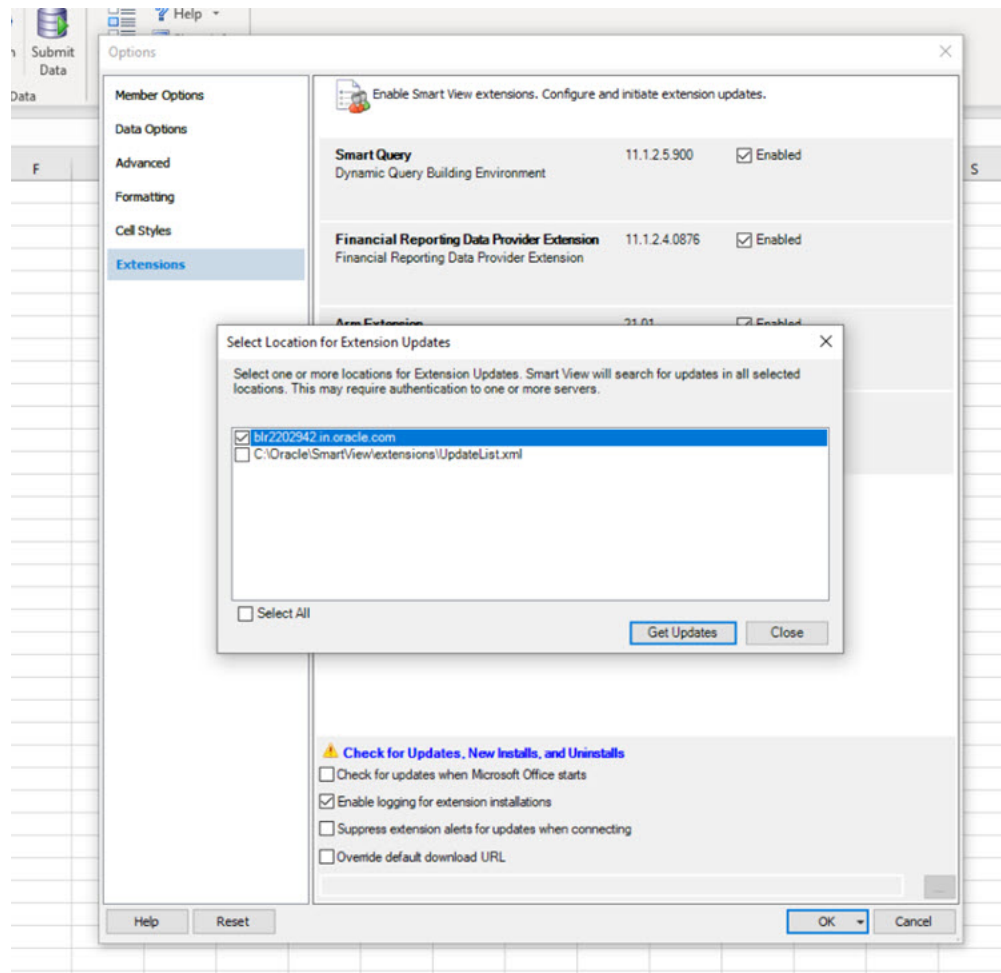 Help
Submit
Data
Data
F
S
Options
Member Options
Data Options
Advanced
Formatting
Cell Styles
Extensions
Enable Smart View extensions. Configure and initiate extension updates.
Smart Query 11.1.2.5.900 Enabled
Dynamic Query Building Environment
Financial Reporting Data Provider Extension 11.1.2.4.0876 Enabled
Financial Reporting Data Provider Extension
Arm Extension 21.01 Enabled
Select Location for Extension Updates
Select one or more locations for Extension Updates. Smart View will search for updates in all selected
locations. This may require authentication to one or more servers.
blr2202942.in.oracle.com
C:\Oracle\SmartView\extensions\UpdateList.xml
Select All
Get Updates Close
Check for Updates, New Installs, and Uninstalls
Check for updates when Microsoft Office starts
Enable logging for extension installations
Suppress extension alerts for updates when connecting
Override default download URL
...
Help Reset OK Cancel